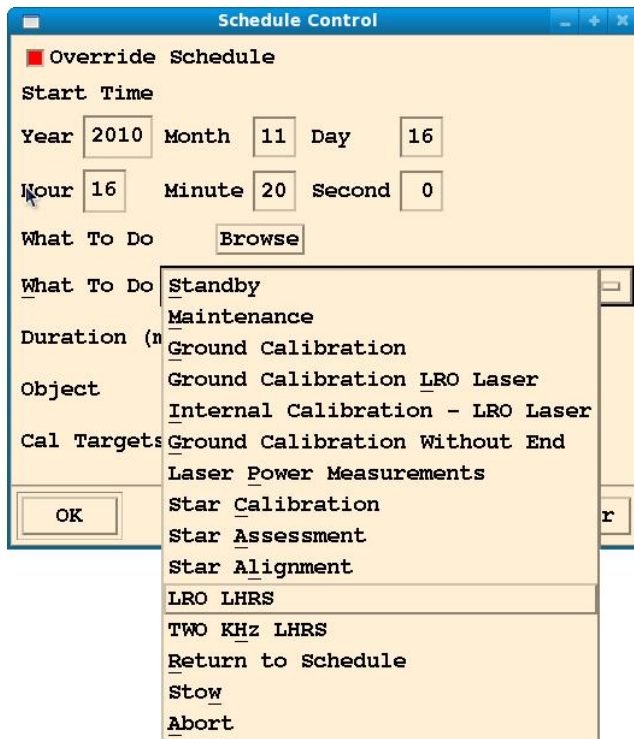 Schedule Control
Override Schedule
Start Time
Year 2010 Month 11 Day 16
Hour 16 Minute 20 Second 0
What To Do Browse
What To Do Standby
Maintenance
Duration (m
Ground Calibration
Object
Ground Calibration LRO Laser
Internal Calibration - LRO Laser
Cal Targets
Ground Calibration Without End
Laser Power Measurements
OK
Star Calibration
r
Star Assessment
Star Alignment
LRO LHRS
TWO KHz LHRS
Return to Schedule
Stow
Abort